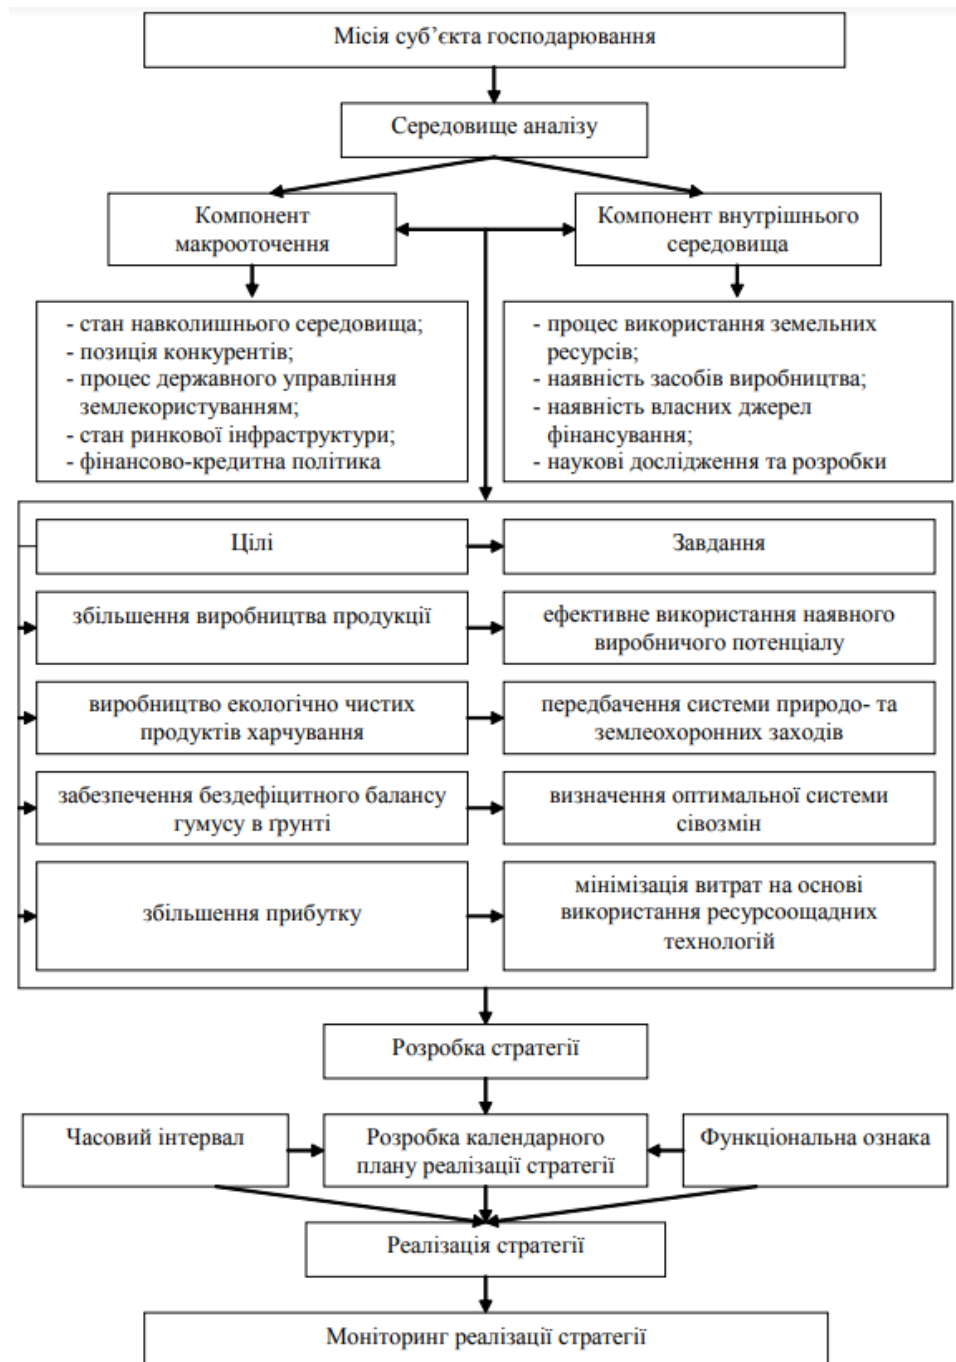 Місія суб’єкта господарювання
Середовище аналізу
Компонент
макрооточення
Компонент внутрішнього
середовища
- стан навколишнього середовища;
- позиція конкурентів;
- процес державного управління
землекористуванням;
- стан ринкової інфраструктури;
- фінансово-кредитна політика
- процес використання земельних
ресурсів;
- наявність засобів виробництва;
- наявність власних джерел
фінансування;
- наукові дослідження та розробки
Цілі
Завдання
збільшення виробництва продукції
ефективне використання наявного
виробничого потенціалу
виробництво екологічно чистих
продуктів харчування
передбачення системи природо- та
землеохоронних заходів
забезпечення бездефіцитного балансу
гумусу в ґрунті
визначення оптимальної системи
сівозмін
збільшення прибутку
мінімізація витрат на основі
використання ресурсоощадних
технологій
Розробка стратегії
Часовий інтервал
Розробка календарного
плану реалізації стратегії
Функціональна ознака
Реалізація стратегії
Моніторинг реалізації стратегії